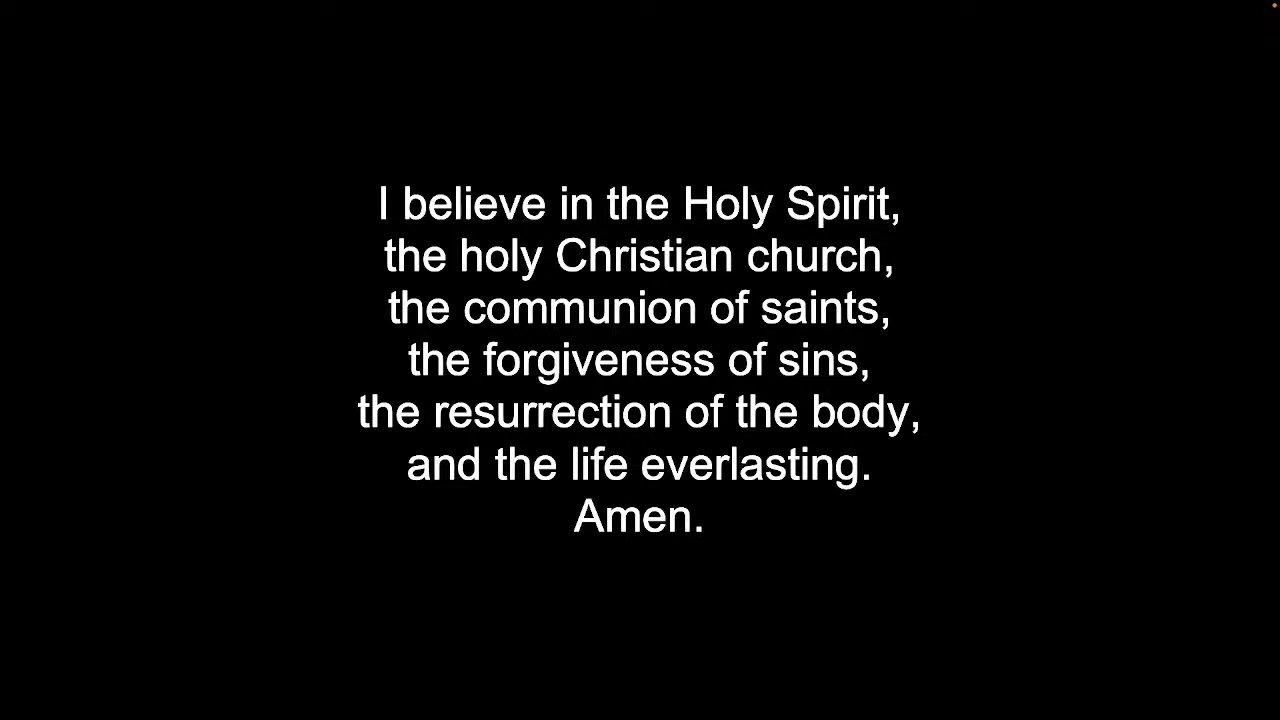 I believe in the Holy Spirit,
the holy Christian church,
the communion of saints,
the forgiveness of sins,
the resurrection of the body,
and the life everlasting.
Amen.